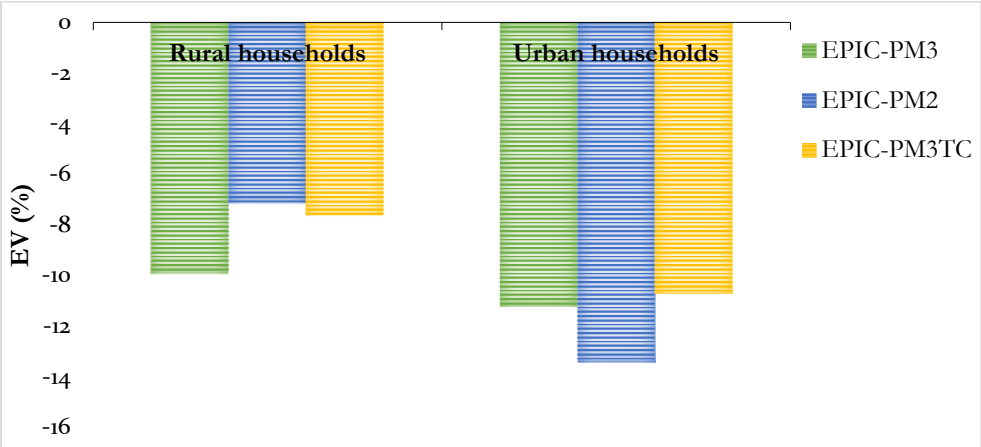 0
-2
-4
-6
-8
-10
-12
-14
-16
EV (%)
Rural households
Urban households
EPIC-PM3
EPIC-PM2
EPIC-PM3TC